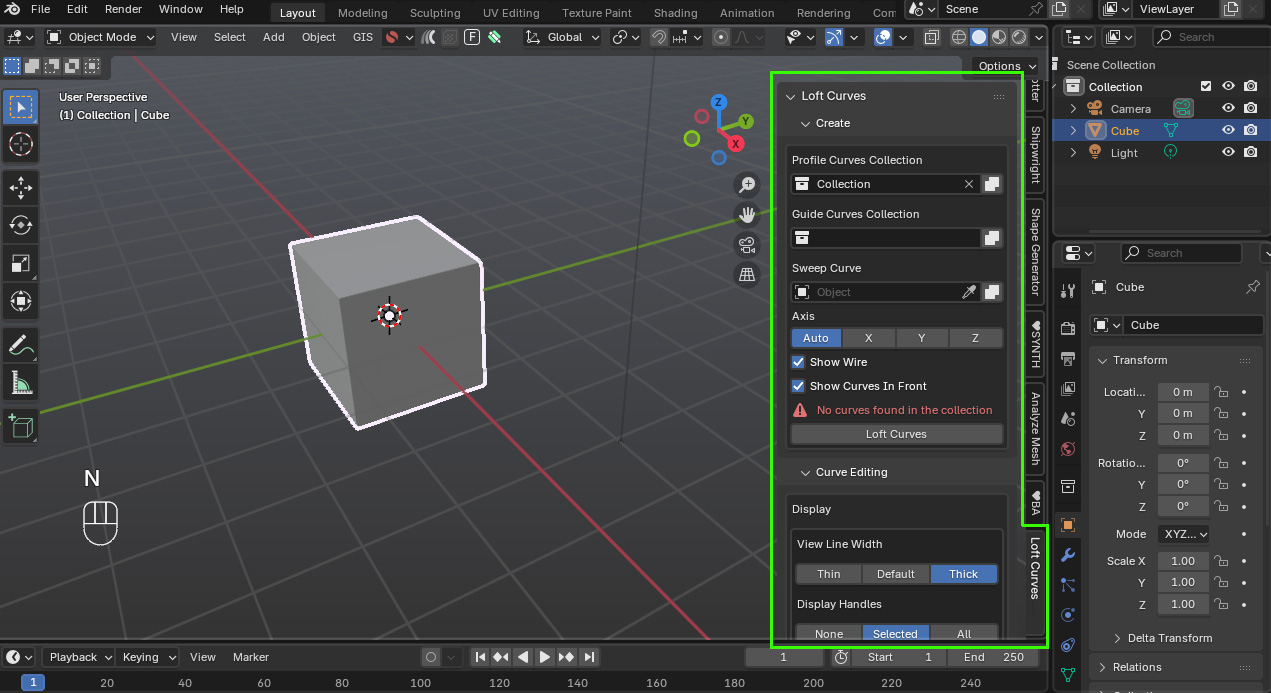 File Edit Render Window Help
Layout Modeling Sculpting UV Editing Texture Paint Shading Animation Rendering Com
Scene
ViewLayer
Object Mode View Select Add Object GIS
F
Global
Search
Options
User Perspective
(1) Collection | Cube
Z
Y
X
N
Loft Curves
Create
Profile Curves Collection
Collection
Guide Curves Collection
Sweep Curve
Object
Axis
Auto X Y Z
Show Wire
Show Curves In Front
No curves found in the collection
Loft Curves
Curve Editing
Display
View Line Width
Thin Default Thick
Display Handles
None Selected All
tter
Shipwright
Shape Generator
♥SYNTH
Analyze Mesh
♥BA
Loft Curves
Scene Collection
Collection
Camera
Cube
Light
Search
Cube
Cube
Transform
Locati... 0 m
Y 0 m
Z 0 m
Rotatio... 0°
Y 0°
Z 0°
Mode XYZ...
Scale X 1.00
Y 1.00
Z 1.00
Delta Transform
Relations
Playback Keying View Marker
1
Start 1
End 250
1 20 40 60 80 100 120 140 160 180 200 220 240